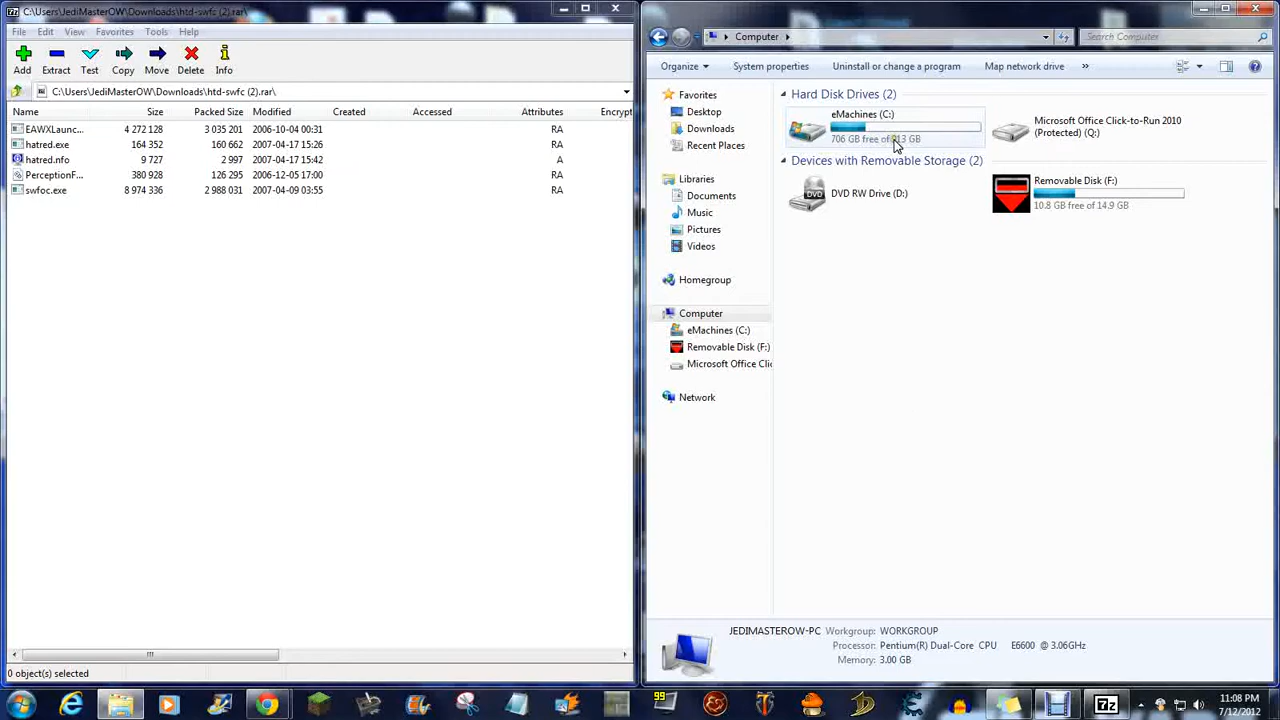 C:\Users\JediMasterOW\Downloads\htd-swfc (2).rar\
File Edit View Favorites Tools Help
Add Extract Test Copy Move Delete Info
C:\Users\JediMasterOW\Downloads\htd-swfc (2).rar\
Name Size Packed Size Modified Created Accessed Attributes Encrypt
EAWXLaunc... 4 272 128 3 035 201 2006-10-04 00:31 RA
hatred.exe 164 352 160 662 2007-04-17 15:26 RA
hatred.nfo 9 727 2 997 2007-04-17 15:42 A
PerceptionF... 380 928 126 295 2006-12-05 17:00 RA
swfoc.exe 8 974 336 2 988 031 2007-04-09 03:55 RA
0 object(s) selected
Computer
Search Computer
Organize System properties Uninstall or change a program Map network drive »
Favorites
Desktop
Downloads
Recent Places
Libraries
Documents
Music
Pictures
Videos
Homegroup
Computer
eMachines (C:)
Removable Disk (F:)
Microsoft Office Clic
Network
Hard Disk Drives (2)
eMachines (C:)
706 GB free of 913 GB
Microsoft Office Click-to-Run 2010
(Protected) (Q:)
Devices with Removable Storage (2)
DVD
DVD RW Drive (D:)
Removable Disk (F:)
10.8 GB free of 14.9 GB
JEDIMASTEROW-PC Workgroup: WORKGROUP
Processor: Pentium(R) Dual-Core CPU E6600 @ 3.06GHz
Memory: 3.00 GB
99
7z
11:08 PM
7/12/2012